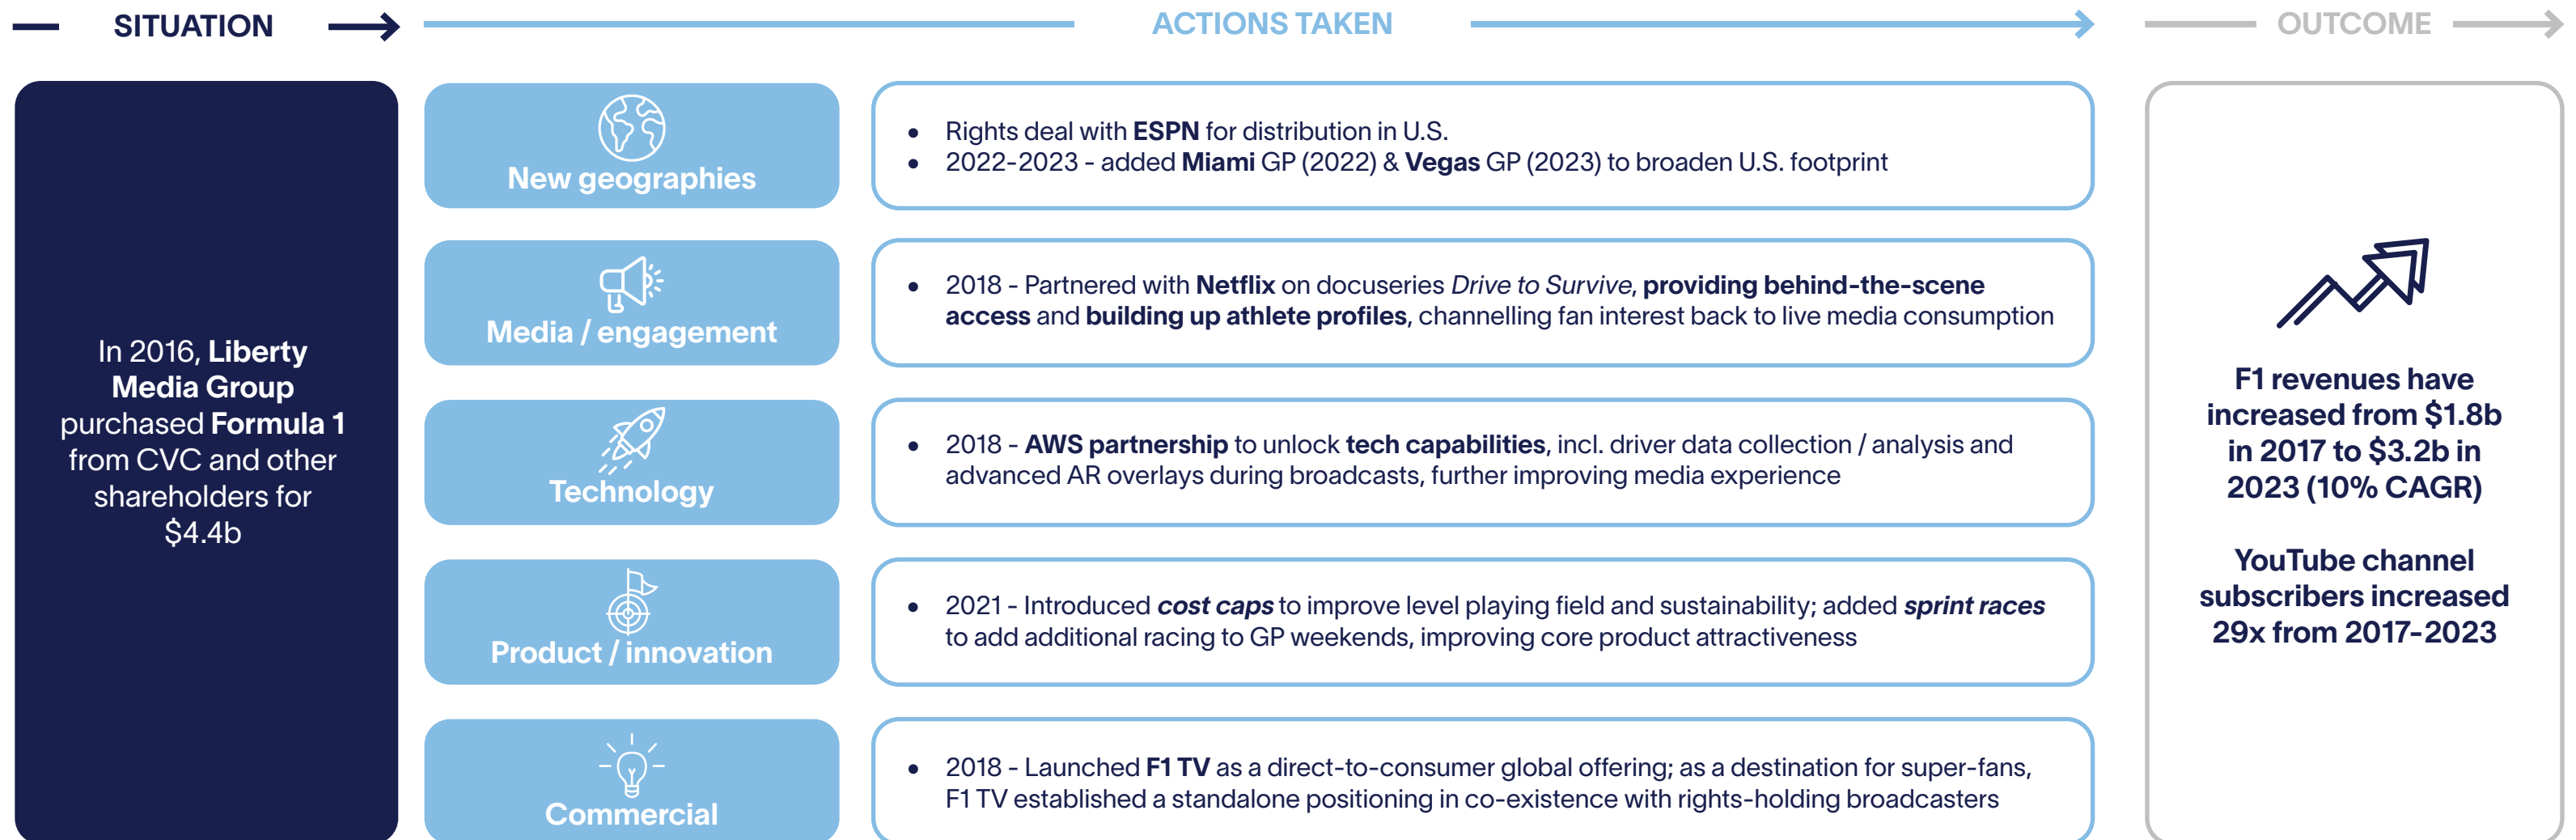 SITUATION
ACTIONS TAKEN
OUTCOME
In 2016, Liberty
Media Group
purchased Formula 1
from CVC and other
shareholders for
$4.4b
New geographies
• Rights deal with ESPN for distribution in U.S.
• 2022-2023 - added Miami GP (2022) & Vegas GP (2023) to broaden U.S. footprint
Media / engagement
• 2018 - Partnered with Netflix on docuseries Drive to Survive, providing behind-the-scene
access and building up athlete profiles, channelling fan interest back to live media consumption
Technology
• 2018 - AWS partnership to unlock tech capabilities, incl. driver data collection / analysis and
advanced AR overlays during broadcasts, further improving media experience
Product / innovation
• 2021 - Introduced cost caps to improve level playing field and sustainability; added sprint races
to add additional racing to GP weekends, improving core product attractiveness
Commercial
• 2018 - Launched F1 TV as a direct-to-consumer global offering; as a destination for super-fans,
F1 TV established a standalone positioning in co-existence with rights-holding broadcasters
F1 revenues have
increased from $1.8b
in 2017 to $3.2b in
2023 (10% CAGR)
YouTube channel
subscribers increased
29x from 2017-2023